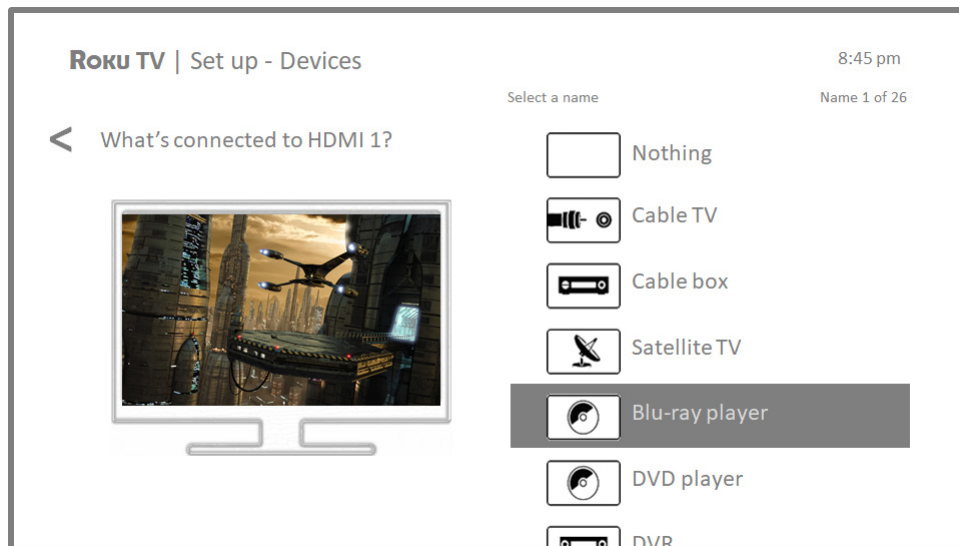 ROKU TV | Set up - Devices
8:45 pm
Select a name
Name 1 of 26
< What's connected to HDMI 1?
Nothing
Cable TV
Cable box
Satellite TV
Blu-ray player
DVD player
DVR